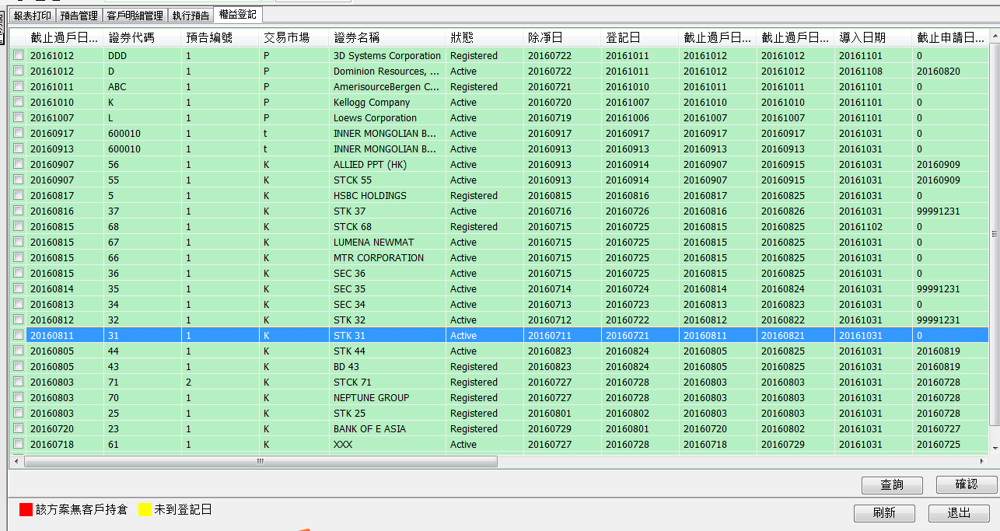 報表打印 預告管理 客戶明細管理 執行預告 權益登記
截止過戶日... 證券代碼 預告編號 交易市場 證券名稱 狀態 除淨日 登記日 截止過戶日... 截止過戶日... 導入日期 截止申請日...
20161012 DDD 1 P 3D Systems Corporation Registered 20160722 20161011 20161012 20161012 20161101 0
20161012 D 1 P Dominion Resources, ... Active 20160722 20161011 20161012 20161012 20161108 20160820
20161011 ABC 1 P AmerisourceBergen C... Registered 20160721 20161010 20161011 20161011 20161101 0
20161010 K 1 P Kellogg Company Active 20160720 20161007 20161010 20161010 20161101 0
20161007 L 1 P Loews Corporation Active 20160719 20161006 20161007 20161007 20161101 0
20160917 600010 1 t INNER MONGOLIAN B... Active 20160917 20160917 20160917 20160917 20161031 0
20160913 600010 1 t INNER MONGOLIAN B... Active 20160913 20160913 20160913 20160913 20161031 0
20160907 56 1 K ALLIED PPT (HK) Active 20160913 20160914 20160907 20160915 20161031 20160909
20160907 55 1 K STCK 55 Active 20160913 20160914 20160907 20160915 20161031 20160909
20160817 5 1 K HSBC HOLDINGS Registered 20160815 20160816 20160817 20160825 20161031 0
20160816 37 1 K STK 37 Active 20160716 20160726 20160816 20160826 20161031 99991231
20160815 68 1 K STCK 68 Registered 20160715 20160725 20160815 20160825 20161102 0
20160815 67 1 K LUMENA NEWMAT Active 20160715 20160725 20160815 20160825 20161031 0
20160815 66 1 K MTR CORPORATION Active 20160715 20160725 20160815 20160825 20161031 0
20160815 36 1 K SEC 36 Active 20160715 20160725 20160815 20160825 20161031 0
20160814 35 1 K SEC 35 Active 20160714 20160724 20160814 20160824 20161031 99991231
20160813 34 1 K SEC 34 Active 20160713 20160723 20160813 20160823 20161031 0
20160812 32 1 K STK 32 Active 20160712 20160722 20160812 20160822 20161031 99991231
20160811 31 1 K STK 31 Active 20160711 20160721 20160811 20160821 20161031 0
20160805 44 1 K STK 44 Active 20160823 20160824 20160805 20160825 20161031 20160819
20160805 43 1 K BD 43 Registered 20160823 20160824 20160805 20160825 20161031 20160819
20160803 71 2 K STCK 71 Registered 20160727 20160728 20160803 20160803 20161031 20160728
20160803 70 1 K NEPTUNE GROUP Registered 20160727 20160728 20160803 20160803 20161031 20160728
20160803 25 1 K STK 25 Registered 20160801 20160802 20160803 20160803 20161031 20160728
20160720 23 1 K BANK OF E ASIA Registered 20160729 20160801 20160720 20160802 20161031 20160727
20160718 61 1 K XXX Active 20160727 20160728 20160718 20160729 20161031 20160725
查詢 確認
該方案無客戶持倉 未到登記日 刷新 退出